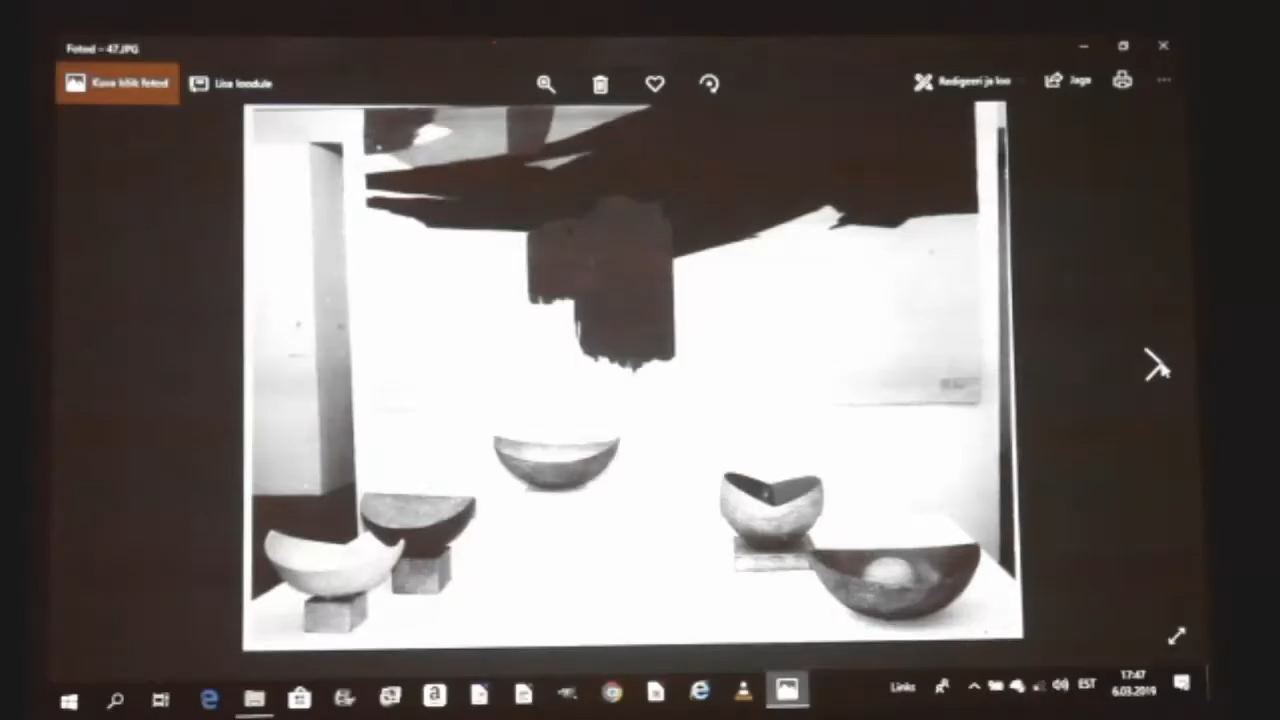 Fotod – 47.JPG
Kuva kõik fotod
Lisa loodule
Redigeeri ja loo
Jaga
Links
EST
17:47
6.03.2019